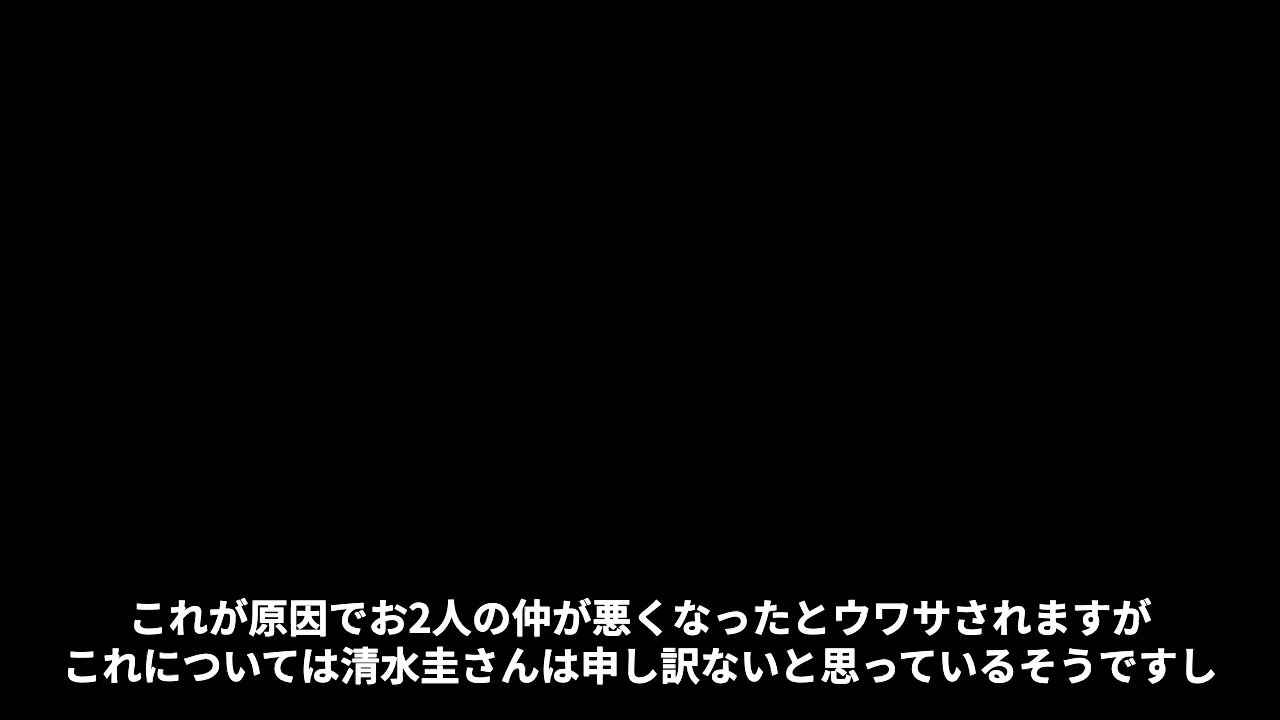 これが原因でお2人の仲が悪くなったとウワサされますが
これについては清水圭さんは申し訳ないと思っているそうですし